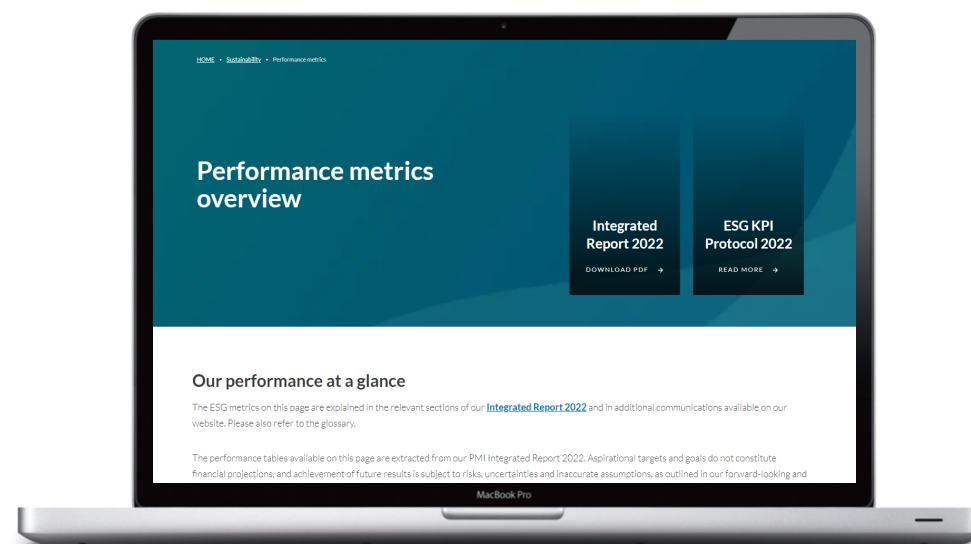 HOME • Sustainability • Performance metrics
Performance metrics
overview
Integrated
Report 2022
DOWNLOAD PDF →
ESG KPI
Protocol 2022
READ MORE →
Our performance at a glance
The ESG metrics on this page are explained in the relevant sections of our Integrated Report 2022 and in additional communications available on our
website. Please also refer to the glossary.
The performance tables available on this page are extracted from our PMI Integrated Report 2022. Aspirational targets and goals do not constitute
financial projections, and achievement of future results is subject to risks, uncertainties and inaccurate assumptions, as outlined in our forward-looking and
MacBook Pro